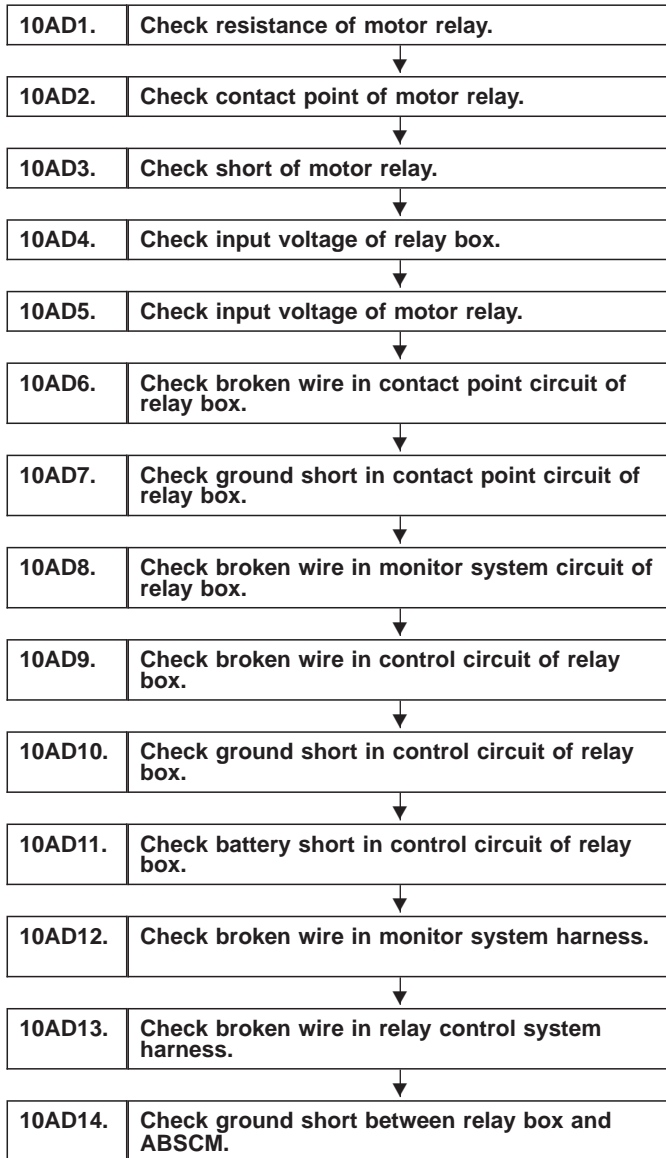 10AD1. Check resistance of motor relay.
10AD2. Check contact point of motor relay.
10AD3. Check short of motor relay.
10AD4. Check input voltage of relay box.
10AD5. Check input voltage of motor relay.
10AD6. Check broken wire in contact point circuit of
relay box.
10AD7. Check ground short in contact point circuit of
relay box.
10AD8. Check broken wire in monitor system circuit of
relay box.
10AD9. Check broken wire in control circuit of relay
box.
10AD10. Check ground short in control circuit of relay
box.
10AD11. Check battery short in control circuit of relay
box.
10AD12. Check broken wire in monitor system harness.
10AD13. Check broken wire in relay control system
harness.
10AD14. Check ground short between relay box and
ABSCM.